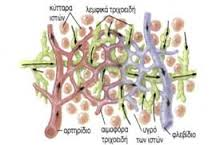 κύτταρα
ιστών
λεμφικά τριχοειδή
αρτηρίδιο
αιμοφόρα
τριχοειδή
υγρό
των ιστών
φλεβίδιο